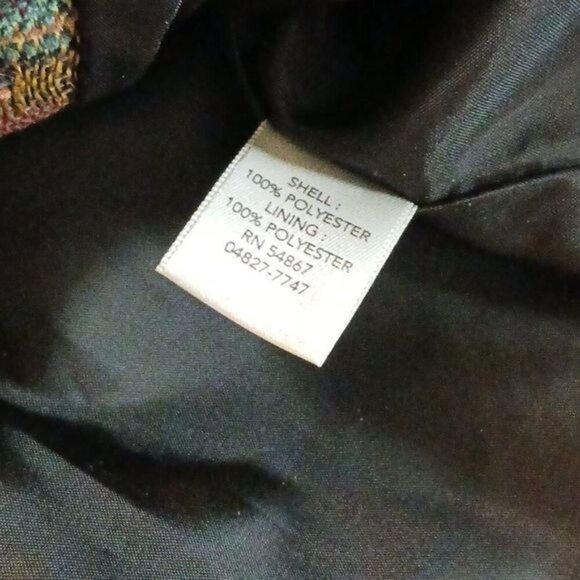 SHELL :
100% POLYESTER
LINING :
100% POLYESTER
RN 54867
04827-7747